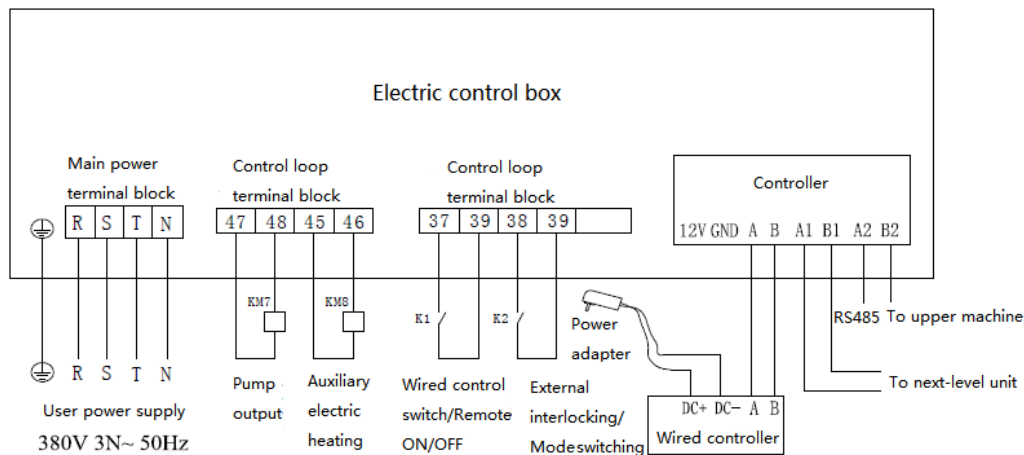 Electric control box
Main power
terminal block
R S T N
Control loop
terminal block
47 48 45 46
Control loop
terminal block
37 39 38 39
Controller
12V GND A B A1 B1 A2 B2
KM7
KM8
K1
K2
Power
adapter
RS485 To upper machine
To next-level unit
R S T N
User power supply
380V 3N~ 50Hz
Pump
output
Auxiliary
electric
heating
Wired control
switch/Remote
ON/OFF
External
interlocking/
Modeswitching
DC+ DC- A B
Wired controller